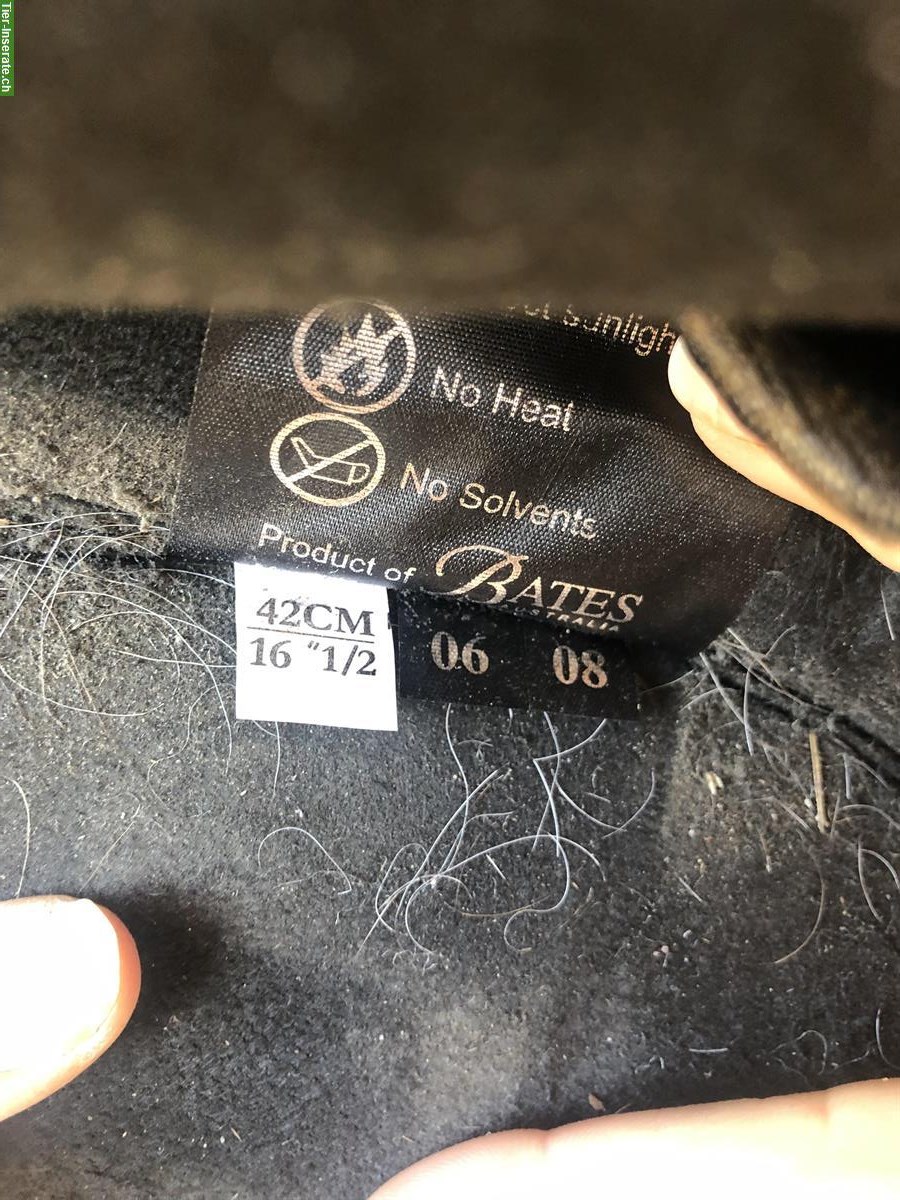 Tier-Inserate.ch
No Heat
No Solvents
Product of BATES
42CM
16 "1/2
06 08